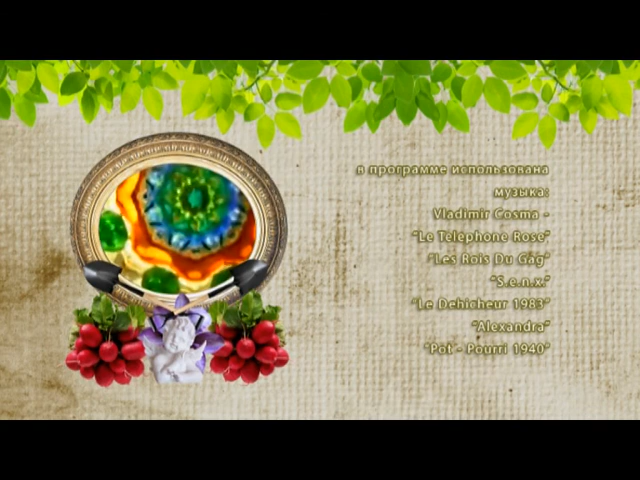 в программе использована
музыка:
Vladimir Cosma -
"Le Telephone Rose"
"Les Rois Du Gag"
"S.e.n.x."
"Le Dehicheur 1983"
"Alexandra"
"Pot - Pourri 1940"